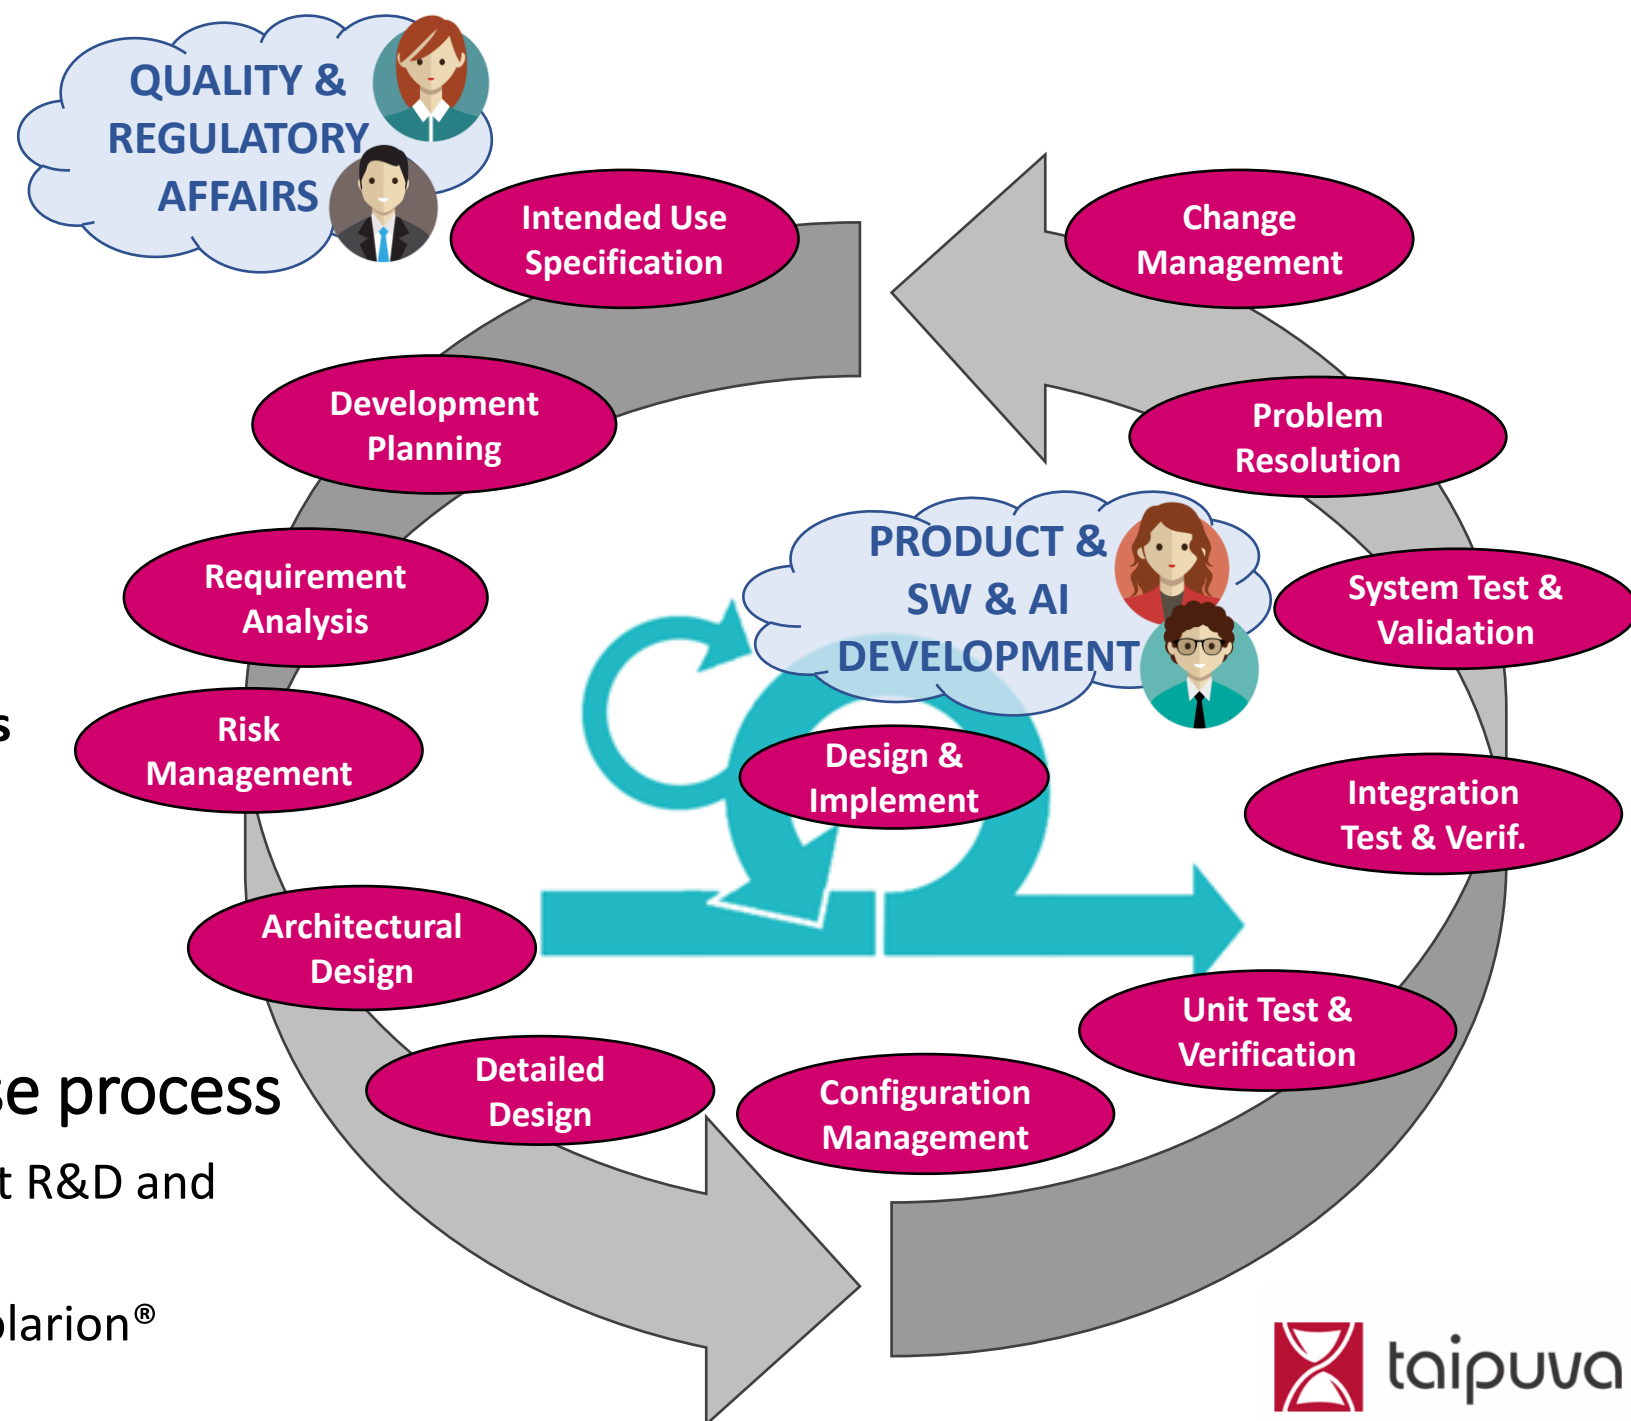 QUALITY &
REGULATORY
AFFAIRS
Intended Use
Specification
Change
Management
Development
Planning
Problem
Resolution
PRODUCT &
SW & AI
DEVELOPMENT
Requirement
Analysis
System Test &
Validation
Risk
Management
Design &
Implement
Integration
Test & Verif.
Architectural
Design
Unit Test &
Verification
Detailed
Design
Configuration
Management
s
se process
t R&D and
olarion®
taipuva